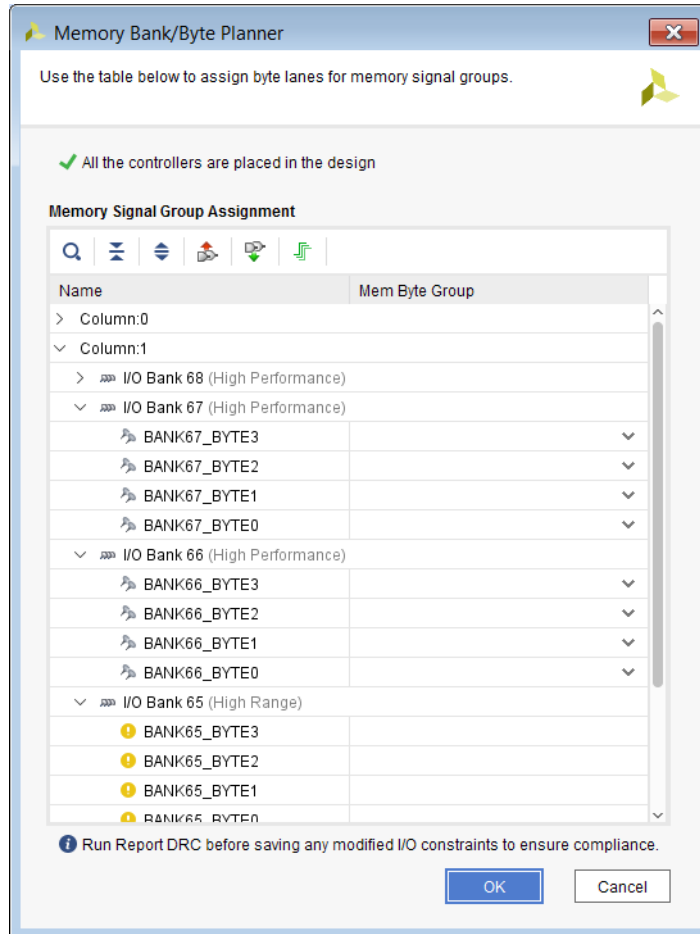 Memory Bank/Byte Planner
Use the table below to assign byte lanes for memory signal groups.
All the controllers are placed in the design
Memory Signal Group Assignment
Name Mem Byte Group
Column:0
Column:1
I/O Bank 68 (High Performance)
I/O Bank 67 (High Performance)
BANK67_BYTE3
BANK67_BYTE2
BANK67_BYTE1
BANK67_BYTE0
I/O Bank 66 (High Performance)
BANK66_BYTE3
BANK66_BYTE2
BANK66_BYTE1
BANK66_BYTE0
I/O Bank 65 (High Range)
BANK65_BYTE3
BANK65_BYTE2
BANK65_BYTE1
BANK65_BYTE0
Run Report DRC before saving any modified I/O constraints to ensure compliance.
OK Cancel